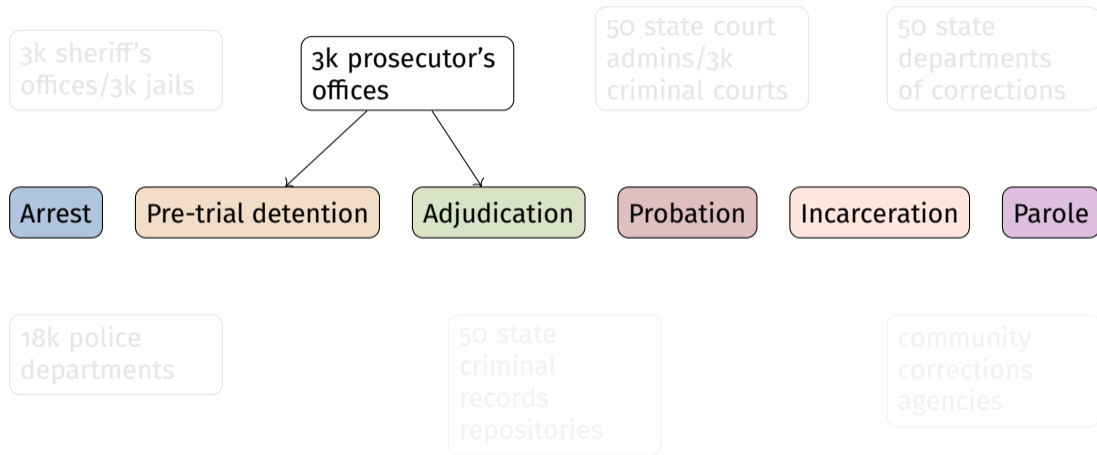 3k sheriff's
offices/3k jails
3k prosecutor's
offices
50 state court
admins/3k
criminal courts
50 state
departments
of corrections
Arrest
Pre-trial detention
Adjudication
Probation
Incarceration
Parole
18k police
departments
50 state
criminal
records
repositories
community
corrections
agencies